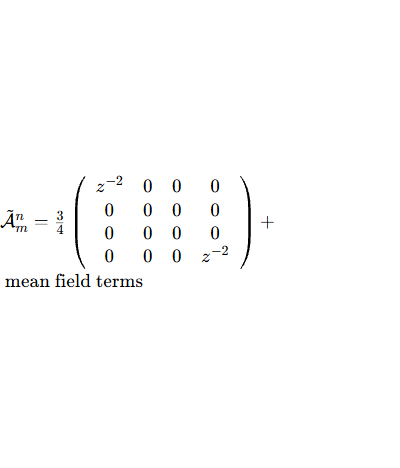 $\tilde{\mathcal{A}}_m^n = \frac{3}{4} \begin{pmatrix} z^{-2} & 0 & 0 & 0 \\ 0 & 0 & 0 & 0 \\ 0 & 0 & 0 & 0 \\ 0 & 0 & 0 & z^{-2} \end{pmatrix} +$
mean field terms